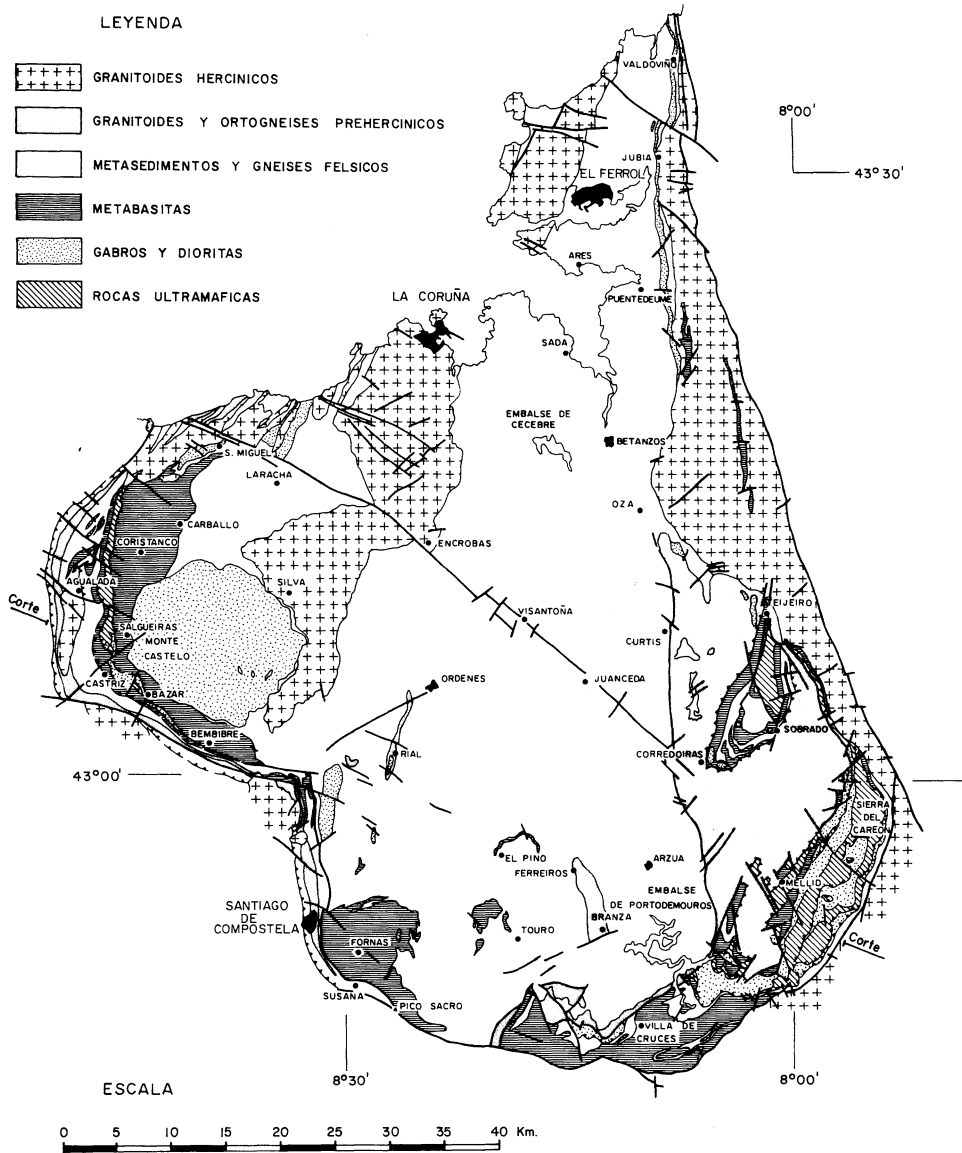 LEYENDA
GRANITOIDES HERCINICOS
GRANITOIDES Y ORTOGNEISES PREHERCINICOS
METASEDIMENTOS Y GNEISES FELSICOS
METABASITAS
GABROS Y DIORITAS
ROCAS ULTRAMAFICAS
8°00'
43°30'
VALDOVIÑO
JUBIA
EL FERROL
ARES
PUENTEDEUME
LA CORUÑA
SADA
EMBALSE DE
CECEBRE
BETANZOS
S. MIGUEL
LARACHA
OZA
CARBALLO
CORISTANCO
ENCROBAS
AGUALADA
SILVA
TEIJEIRO
Corte
VISANTOÑA
SALGUEIRAS
MONTE
CASTELO
CURTIS
CASTRIZ
BAZAR
ORDENES
JUANCEDA
BEMBIBRE
SOBRADO
RIAL
CORREDOIRAS
43°00'
SIERRA
DEL
CAREON
EL PINO
FERREIROS
ARZUA
MELLID
EMBALSE
DE PORTODEMOUROS
SANTIAGO
DE
COMPOSTELA
BRANZA
TOURO
FORNAS
Corte
SUSAÑA
PICO SACRO
VILLA DE
CRUCES
8°30'
8°00'
ESCALA
0 5 10 15 20 25 30 35 40 Km.